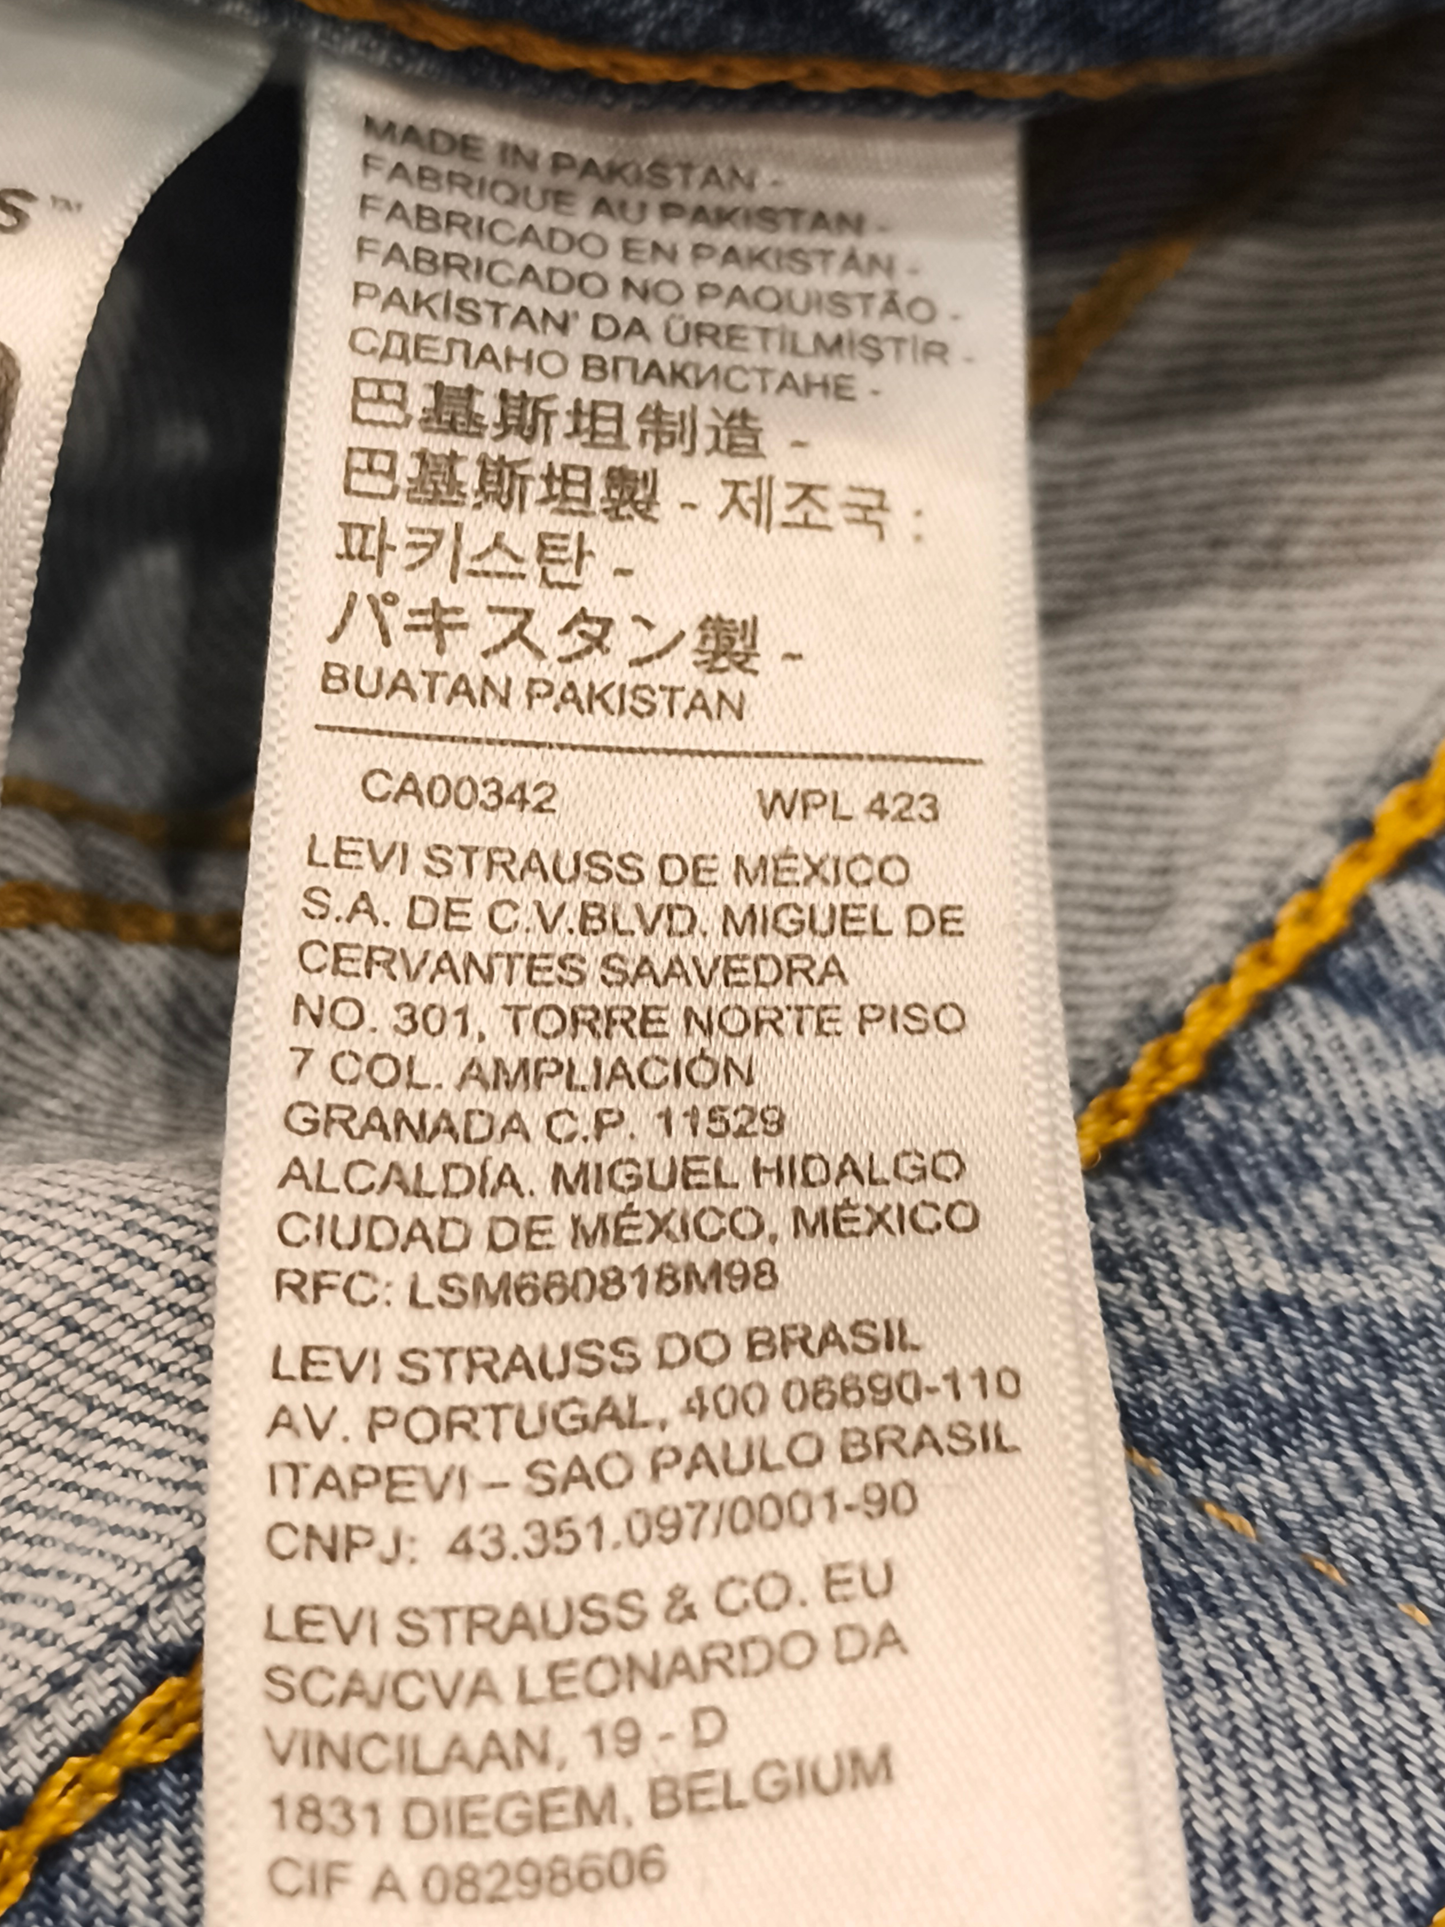 S™
MADE IN PAKISTAN -
FABRIQUE AU PAKISTAN -
FABRICADO EN PAKISTÁN -
FABRICADO NO PAQUISTÃO -
PAKİSTAN' DA ÜRETİLMİŞTİR -
СДЕЛАНО ВПАКИСТАНЕ -
巴基斯坦制造 -
巴基斯坦製 - 제조국 :
파키스탄 -
パキスタン製 -
BUATAN PAKISTAN
CA00342 WPL 423
LEVI STRAUSS DE MÉXICO
S.A. DE C.V.BLVD. MIGUEL DE
CERVANTES SAAVEDRA
NO. 301, TORRE NORTE PISO
7 COL. AMPLIACIÓN
GRANADA C.P. 11529
ALCALDÍA. MIGUEL HIDALGO
CIUDAD DE MÉXICO, MÉXICO
RFC: LSM660818M98
LEVI STRAUSS DO BRASIL
AV. PORTUGAL, 400 06690-110
ITAPEVI – SAO PAULO BRASIL
CNPJ: 43.351.097/0001-90
LEVI STRAUSS & CO. EU
SCA/CVA LEONARDO DA
VINCILAAN, 19 - D
1831 DIEGEM, BELGIUM
CIF A 08298606